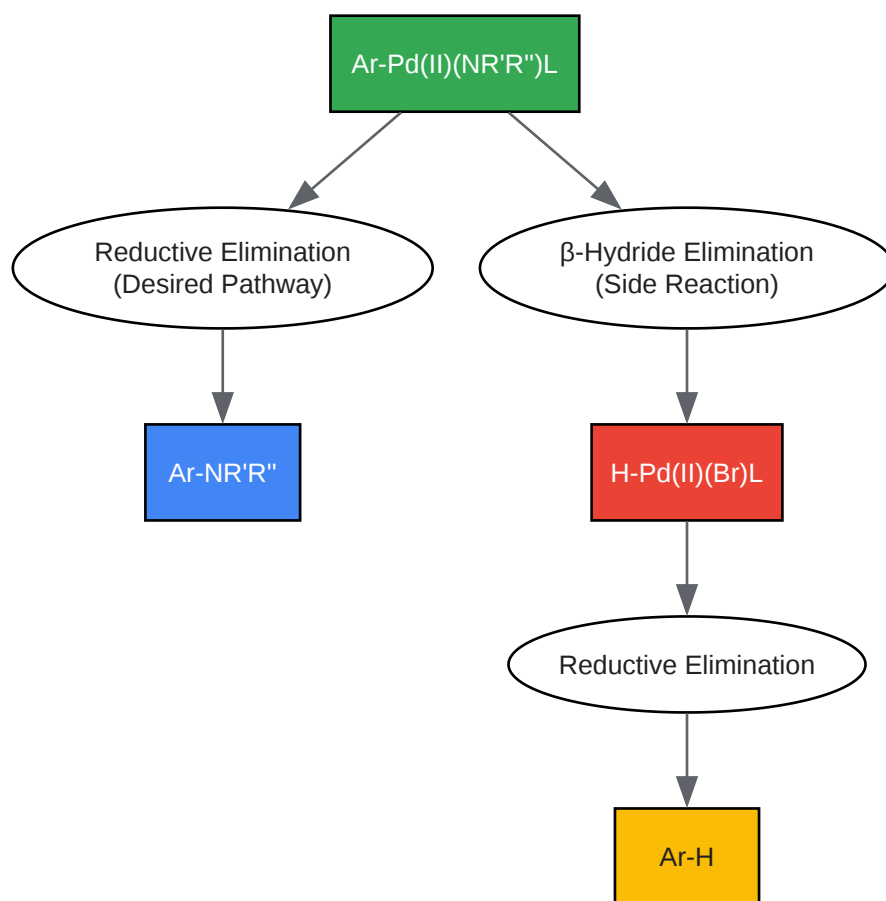 Ar-Pd(II)(NR'R")L
Reductive Elimination
(Desired Pathway)
β-Hydride Elimination
(Side Reaction)
Ar-NR'R"
H-Pd(II)(Br)L
Reductive Elimination
Ar-H